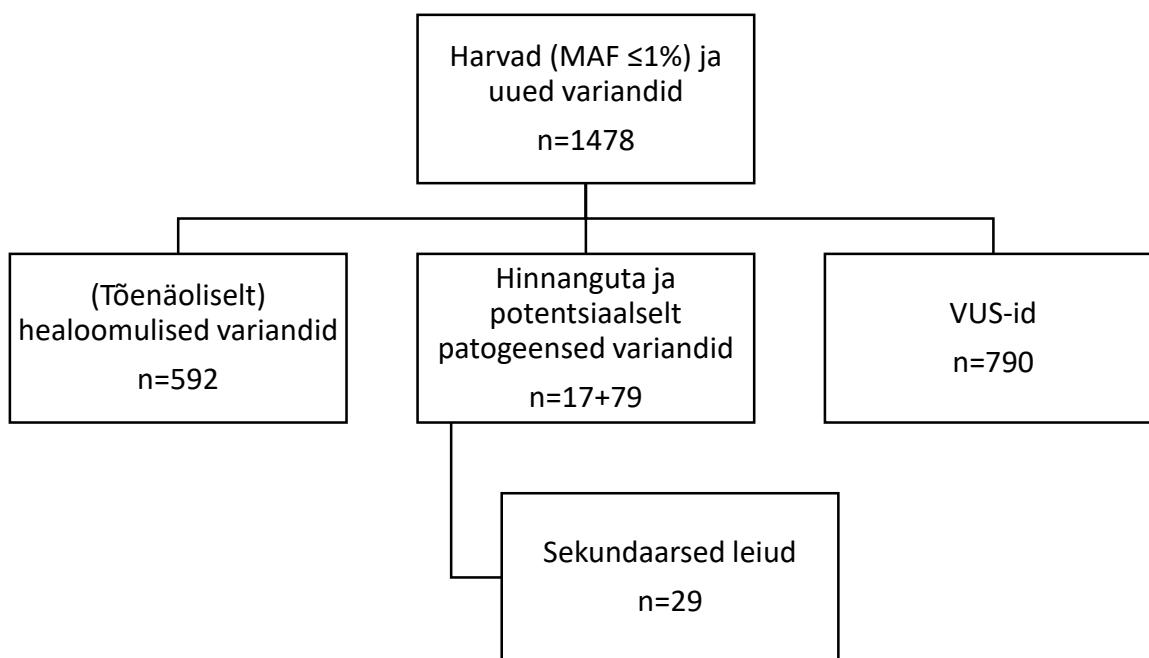 Harvad (MAF ≤1%) ja
uued variandid
n=1478
(Tõenäoliselt)
healoomulised variandid
n=592
Hinnanguta ja
potentsiaalselt
patogeensed variandid
n=17+79
VUS-id
n=790
Sekundaarsed leiud
n=29